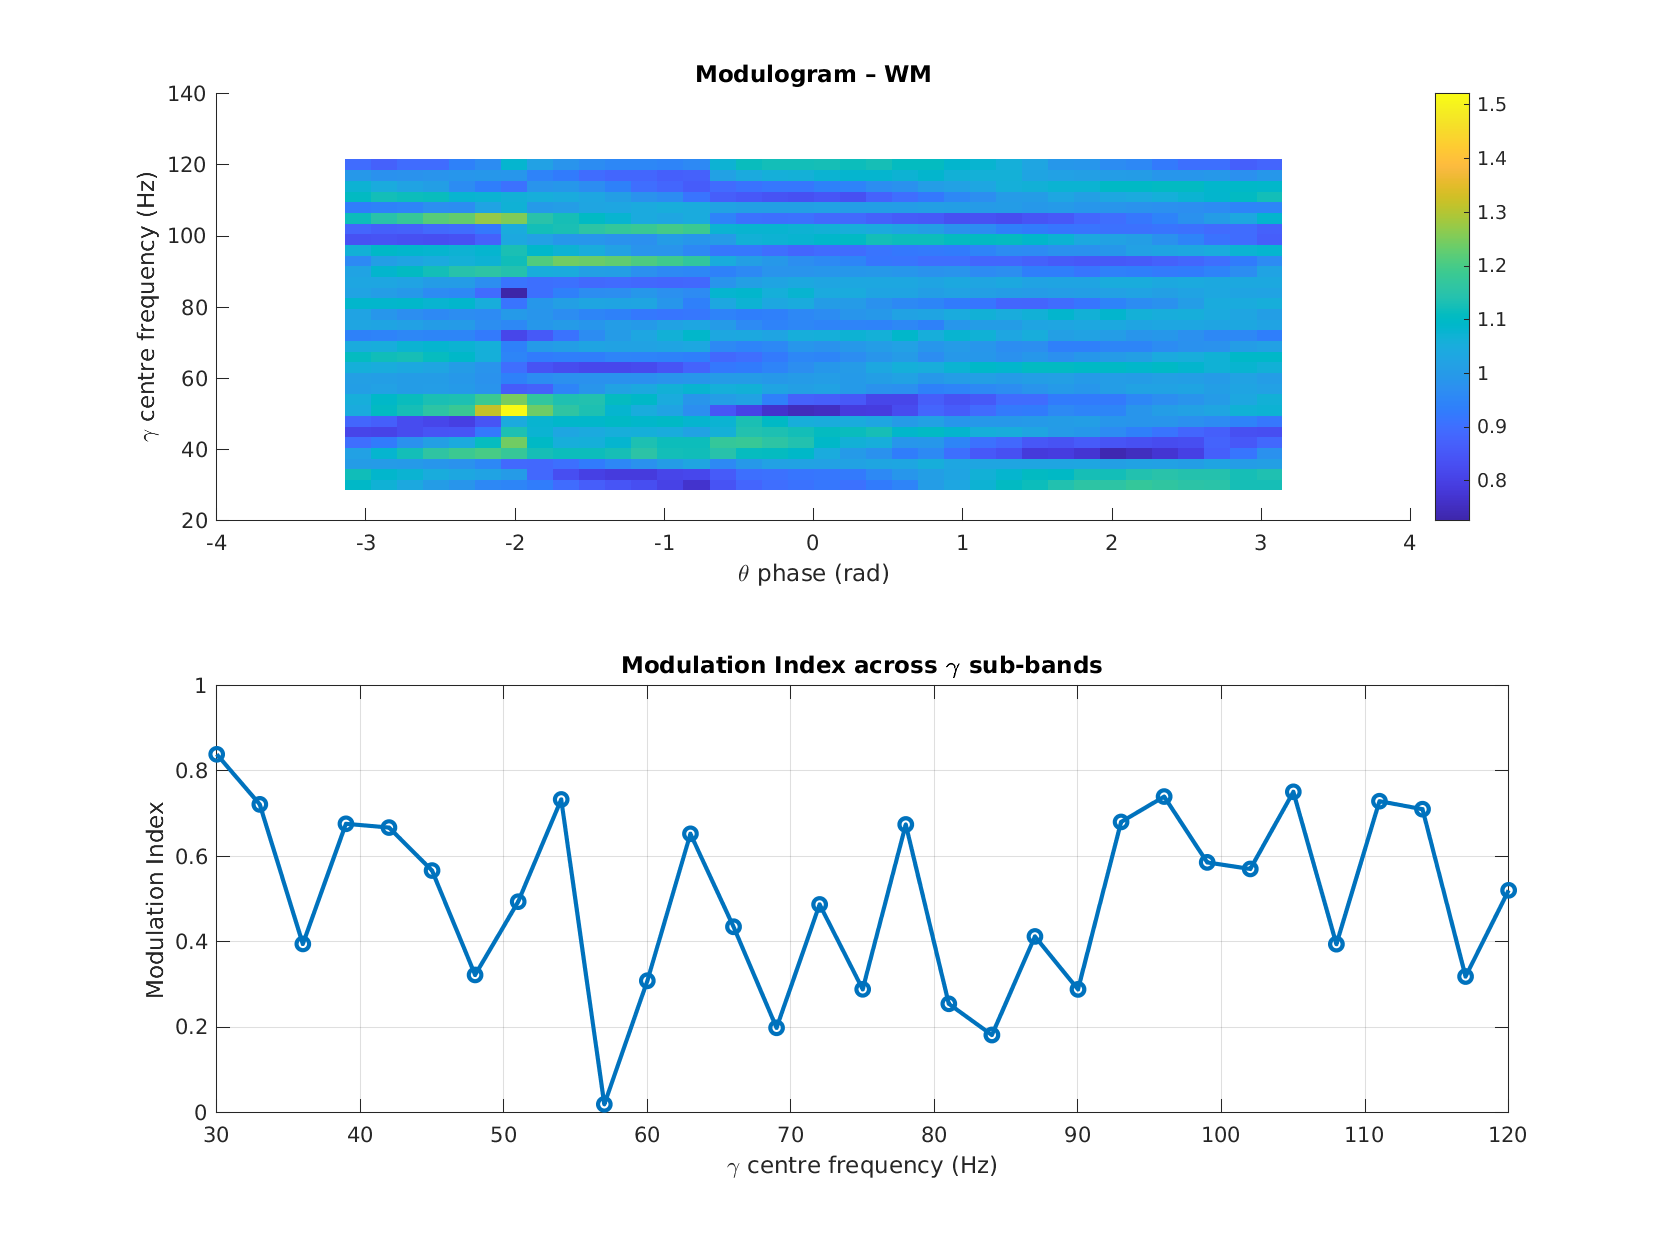 Modulogram – WM
140
120
100
80
60
40
20
γ centre frequency (Hz)
-4 -3 -2 -1 0 1 2 3 4
θ phase (rad)
1.5
1.4
1.3
1.2
1.1
1
0.9
0.8
Modulation Index across γ sub-bands
1
0.8
0.6
0.4
0.2
0
Modulation Index
30 40 50 60 70 80 90 100 110 120
γ centre frequency (Hz)